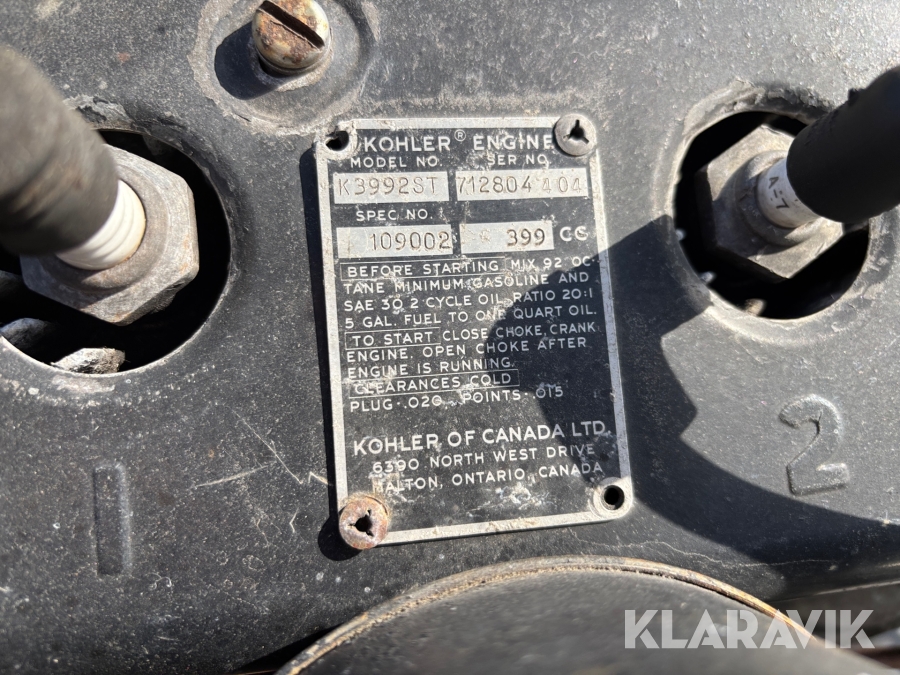 KOHLER® ENGINE
MODEL NO. SER NO.
K3992ST 712804404
SPEC NO.
109002 399 CC
BEFORE STARTING MIX 92 OC-
TANE MINIMUM GASOLINE AND
SAE 30 2 CYCLE OIL. RATIO 20:1
5 GAL. FUEL TO ONE QUART OIL.
TO START CLOSE CHOKE, CRANK
ENGINE. OPEN CHOKE AFTER
ENGINE IS RUNNING.
CLEARANCES COLD
PLUG-.020 POINTS-.015
KOHLER OF CANADA LTD.
6390 NORTH WEST DRIVE
MALTON, ONTARIO, CANADA
1
2
KLARAVIK